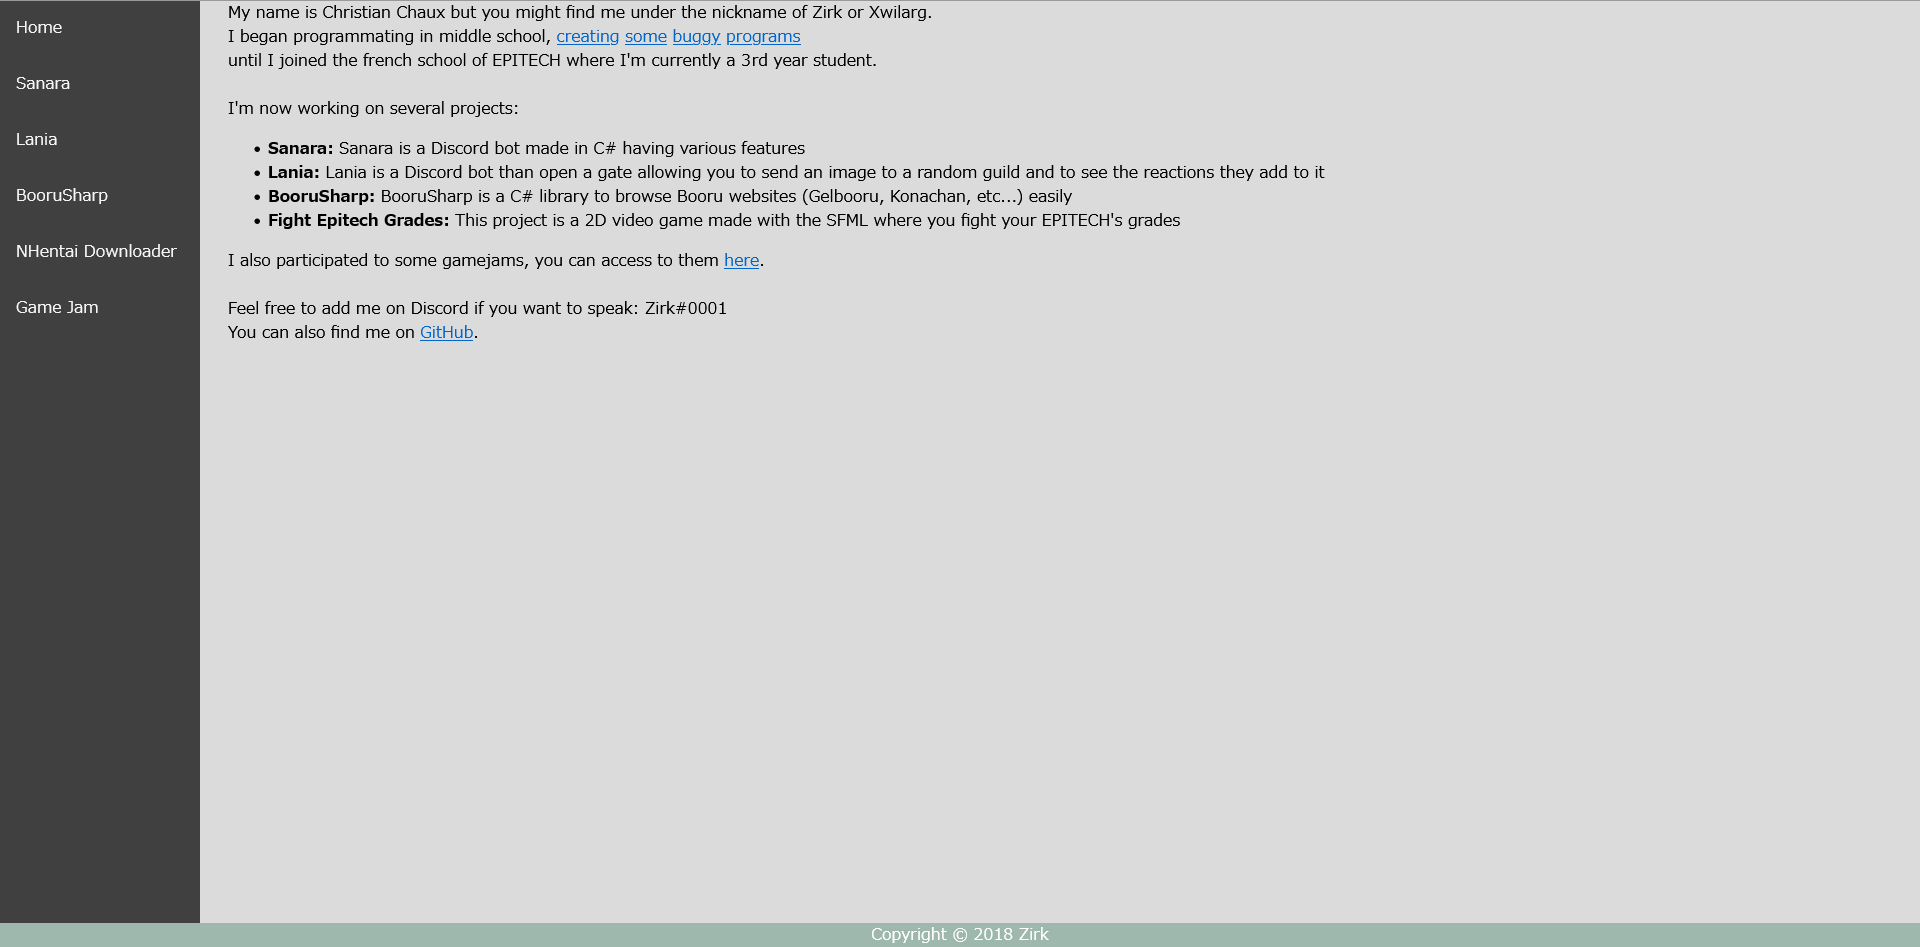 Home
Sanara
Lania
BooruSharp
NHentai Downloader
Game Jam
My name is Christian Chaux but you might find me under the nickname of Zirk or Xwilarg.
I began programmating in middle school, creating some buggy programs
until I joined the french school of EPITECH where I'm currently a 3rd year student.
I'm now working on several projects:
• Sanara: Sanara is a Discord bot made in C# having various features
• Lania: Lania is a Discord bot than open a gate allowing you to send an image to a random guild and to see the reactions they add to it
• BooruSharp: BooruSharp is a C# library to browse Booru websites (Gelbooru, Konachan, etc...) easily
• Fight Epitech Grades: This project is a 2D video game made with the SFML where you fight your EPITECH's grades
I also participated to some gamejams, you can access to them here.
Feel free to add me on Discord if you want to speak: Zirk#0001
You can also find me on GitHub.
Copyright © 2018 Zirk